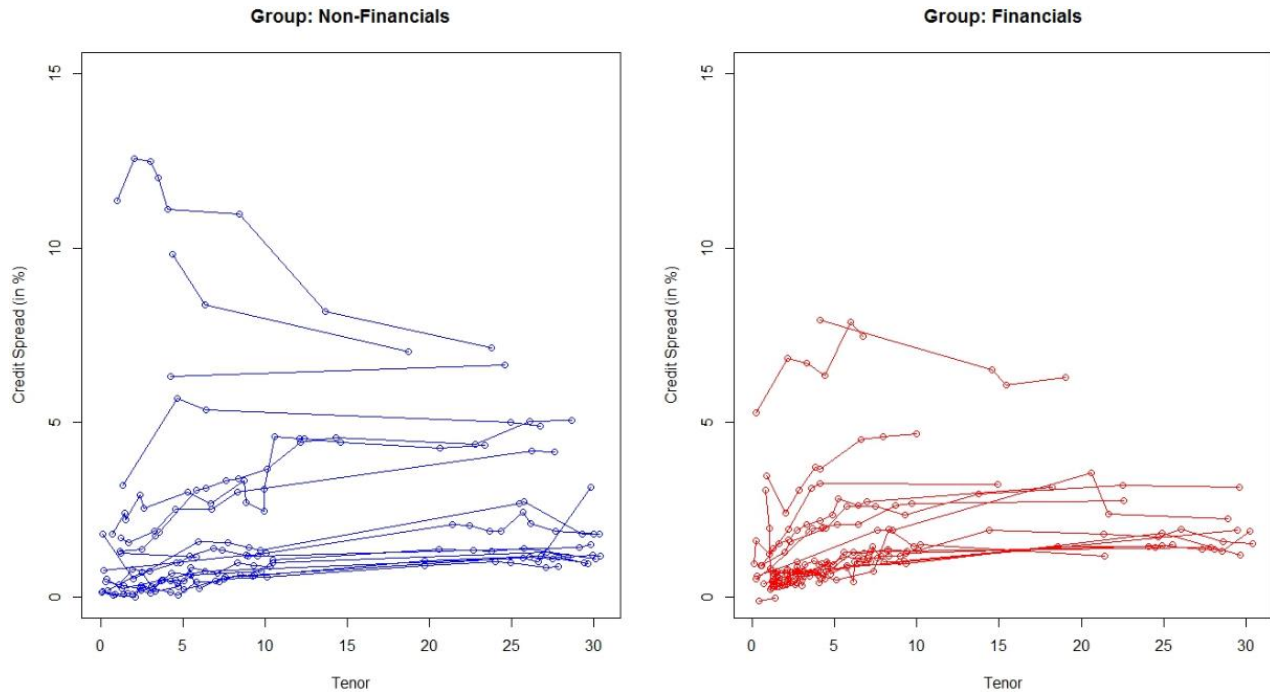 Group: Non-Financials
Credit Spread (in %)
15
10
5
0
0 5 10 15 20 25 30
Tenor
Group: Financials
Credit Spread (in %)
15
10
5
0
0 5 10 15 20 25 30
Tenor